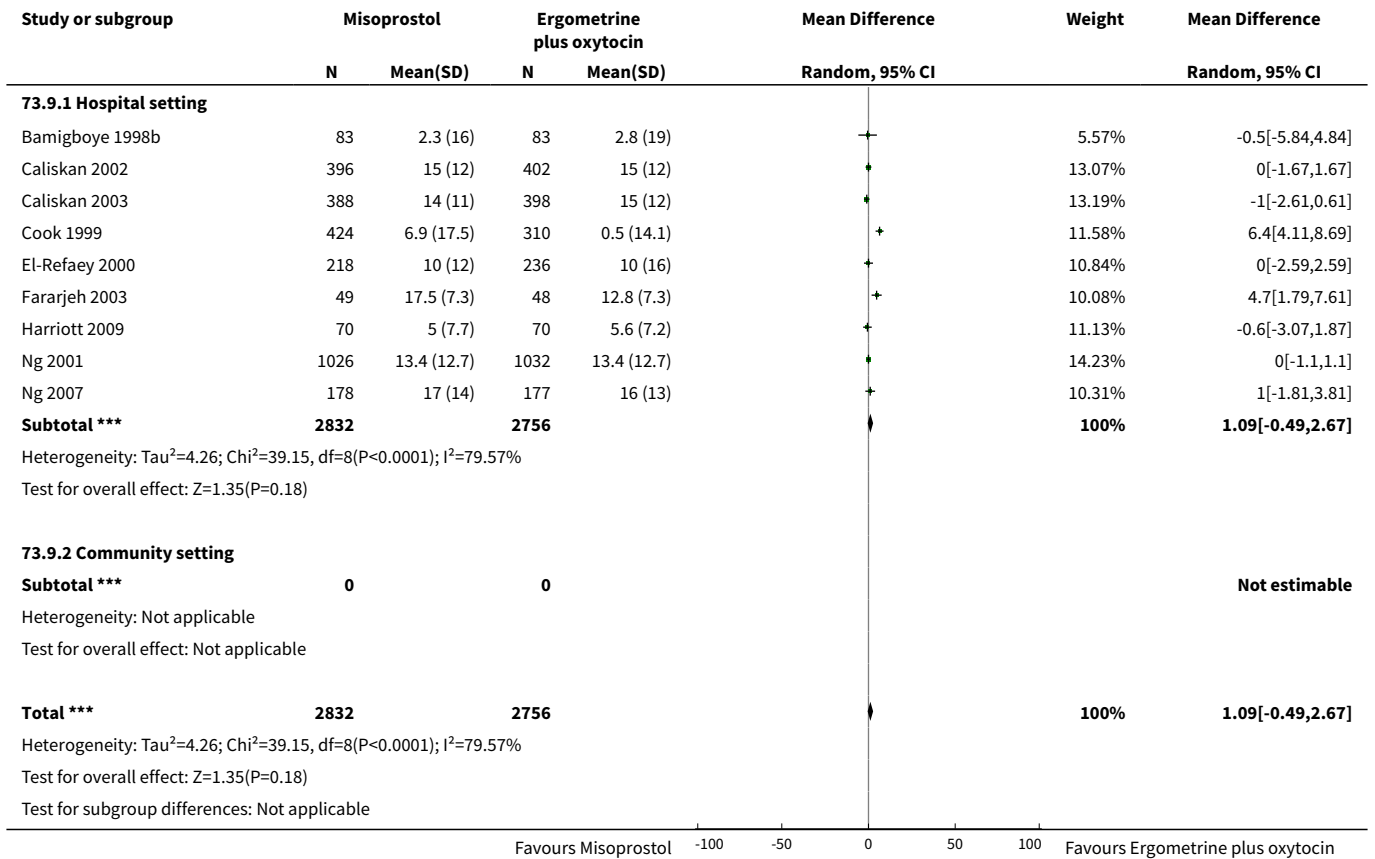 Study or subgroup Misoprostol Ergometrine Mean Difference Weight Mean Difference
plus oxytocin
N Mean(SD) N Mean(SD) Random, 95% CI Random, 95% CI
73.9.1 Hospital setting
Bamigboye 1998b 83 2.3 (16) 83 2.8 (19) 5.57% -0.5[-5.84,4.84]
Caliskan 2002 396 15 (12) 402 15 (12) 13.07% 0[-1.67,1.67]
Caliskan 2003 388 14 (11) 398 15 (12) 13.19% -1[-2.61,0.61]
Cook 1999 424 6.9 (17.5) 310 0.5 (14.1) 11.58% 6.4[4.11,8.69]
El-Refaey 2000 218 10 (12) 236 10 (16) 10.84% 0[-2.59,2.59]
Fararjeh 2003 49 17.5 (7.3) 48 12.8 (7.3) 10.08% 4.7[1.79,7.61]
Harriott 2009 70 5 (7.7) 70 5.6 (7.2) 11.13% -0.6[-3.07,1.87]
Ng 2001 1026 13.4 (12.7) 1032 13.4 (12.7) 14.23% 0[-1.1,1.1]
Ng 2007 178 17 (14) 177 16 (13) 10.31% 1[-1.81,3.81]
Subtotal *** 2832 2756 100% 1.09[-0.49,2.67]
Heterogeneity: Tau²=4.26; Chi²=39.15, df=8(P<0.0001); I²=79.57%
Test for overall effect: Z=1.35(P=0.18)
73.9.2 Community setting
Subtotal *** 0 0 Not estimable
Heterogeneity: Not applicable
Test for overall effect: Not applicable
Total *** 2832 2756 100% 1.09[-0.49,2.67]
Heterogeneity: Tau²=4.26; Chi²=39.15, df=8(P<0.0001); I²=79.57%
Test for overall effect: Z=1.35(P=0.18)
Test for subgroup differences: Not applicable
Favours Misoprostol -100 -50 0 50 100 Favours Ergometrine plus oxytocin